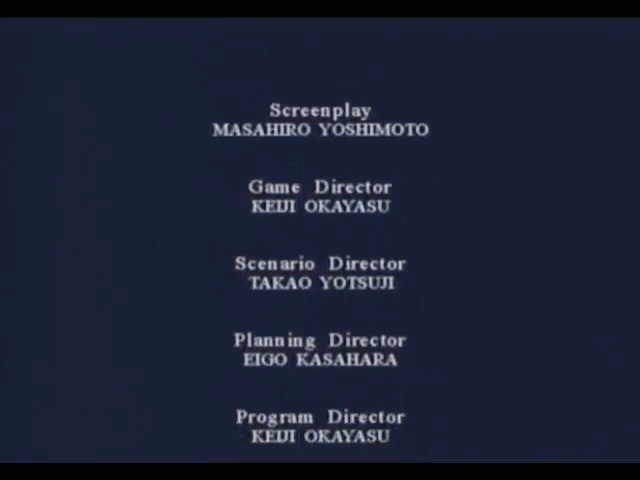 Screenplay
MASAHIRO YOSHIMOTO
Game Director
KEIJI OKAYASU
Scenario Director
TAKAO YOTSUJI
Planning Director
EIGO KASAHARA
Program Director
KEIJI OKAYASU